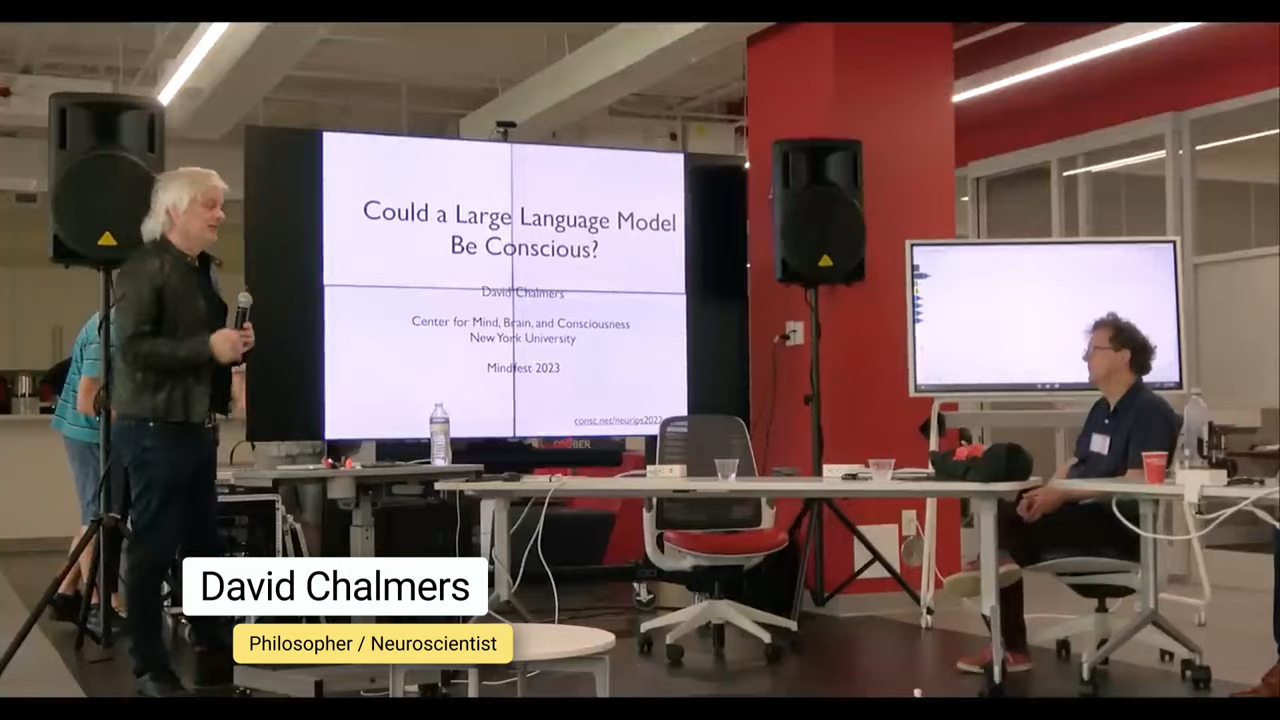 Could a Large Language Model
Be Conscious?
David Chalmers
Center for Mind, Brain, and Consciousness
New York University
Mindfest 2023
consc.net/neurips2022
David Chalmers
Philosopher / Neuroscientist